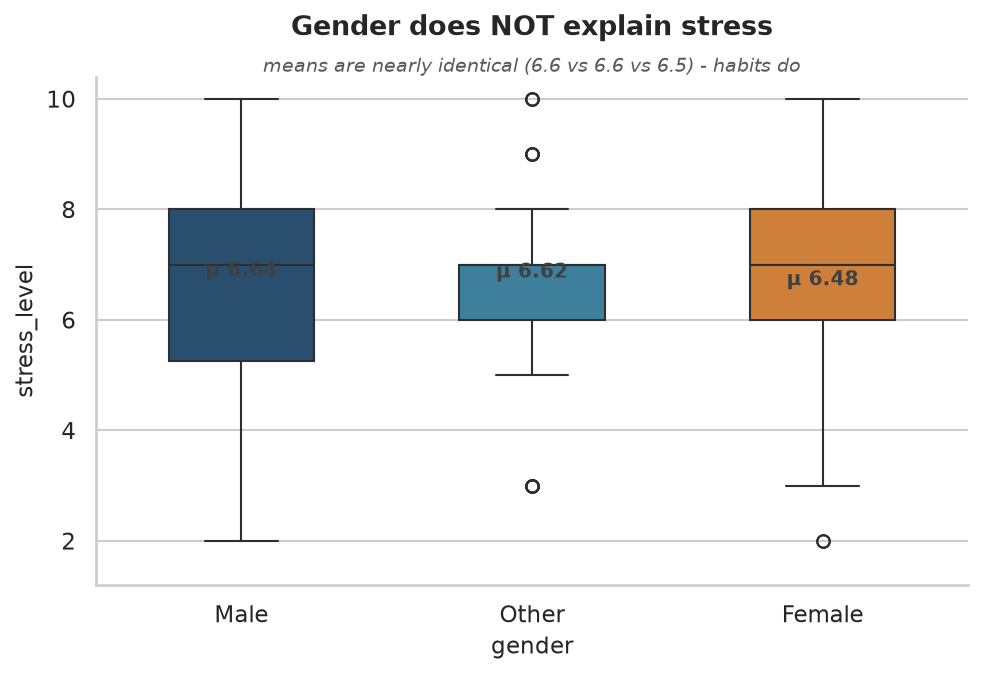 Gender does NOT explain stress
means are nearly identical (6.6 vs 6.6 vs 6.5) - habits do
10
8
6
4
2
stress_level
μ 6.64
μ 6.62
μ 6.48
Male
Other
Female
gender